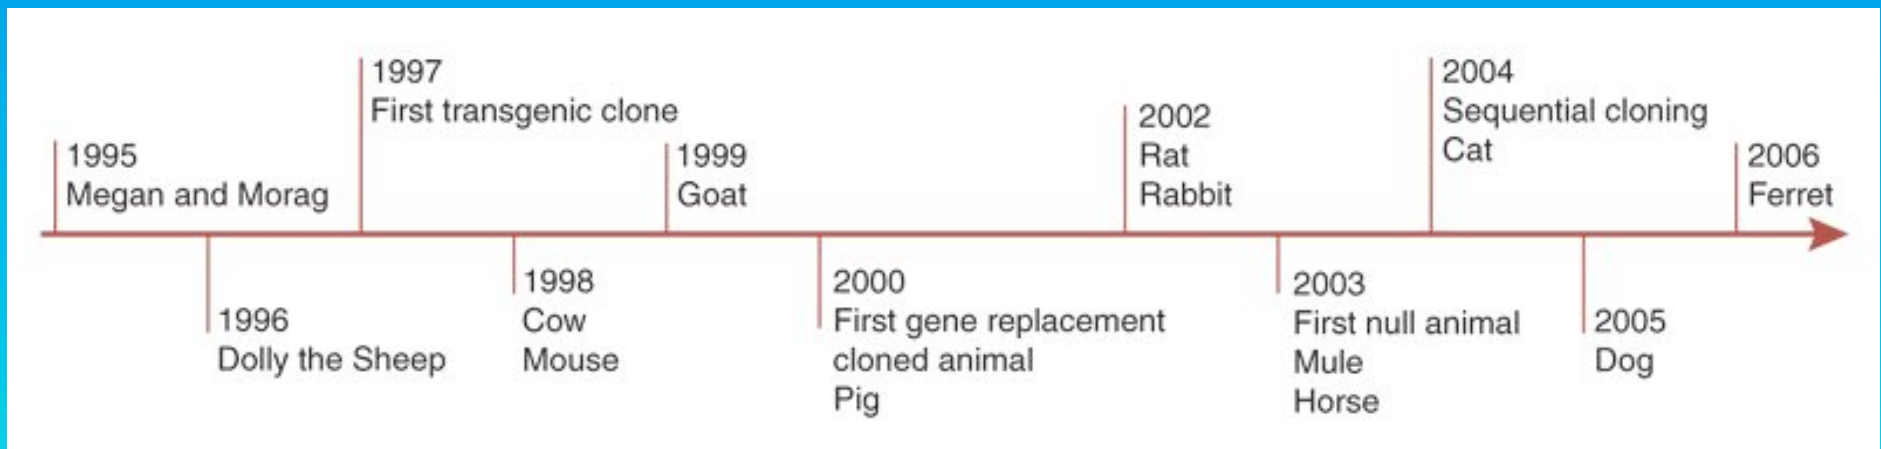 1995
Megan and Morag
1996
Dolly the Sheep
1997
First transgenic clone
1998
Cow
Mouse
1999
Goat
2000
First gene replacement
cloned animal
Pig
2002
Rat
Rabbit
2003
First null animal
Mule
Horse
2004
Sequential cloning
Cat
2005
Dog
2006
Ferret